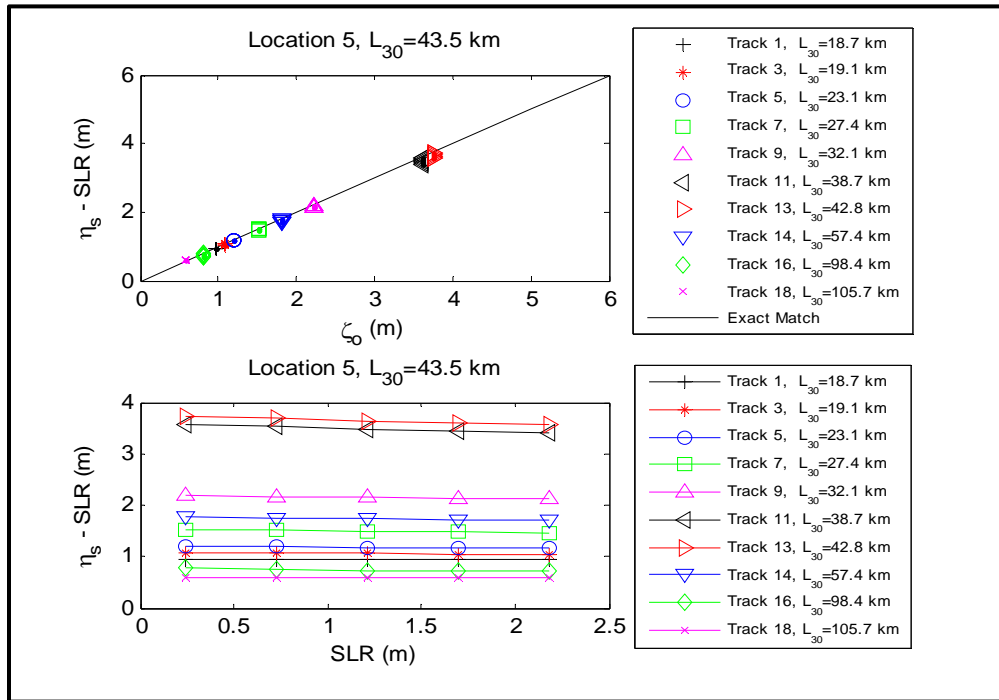 Location 5, L30=43.5 km
6
4
2
0
ηs - SLR (m)
0 1 2 3 4 5 6
ζo (m)
Track 1, L30=18.7 km
Track 3, L30=19.1 km
Track 5, L30=23.1 km
Track 7, L30=27.4 km
Track 9, L30=32.1 km
Track 11, L30=38.7 km
Track 13, L30=42.8 km
Track 14, L30=57.4 km
Track 16, L30=98.4 km
Track 18, L30=105.7 km
Exact Match
Location 5, L30=43.5 km
4
3
2
1
0
ηs - SLR (m)
0 0.5 1 1.5 2 2.5
SLR (m)
Track 1, L30=18.7 km
Track 3, L30=19.1 km
Track 5, L30=23.1 km
Track 7, L30=27.4 km
Track 9, L30=32.1 km
Track 11, L30=38.7 km
Track 13, L30=42.8 km
Track 14, L30=57.4 km
Track 16, L30=98.4 km
Track 18, L30=105.7 km